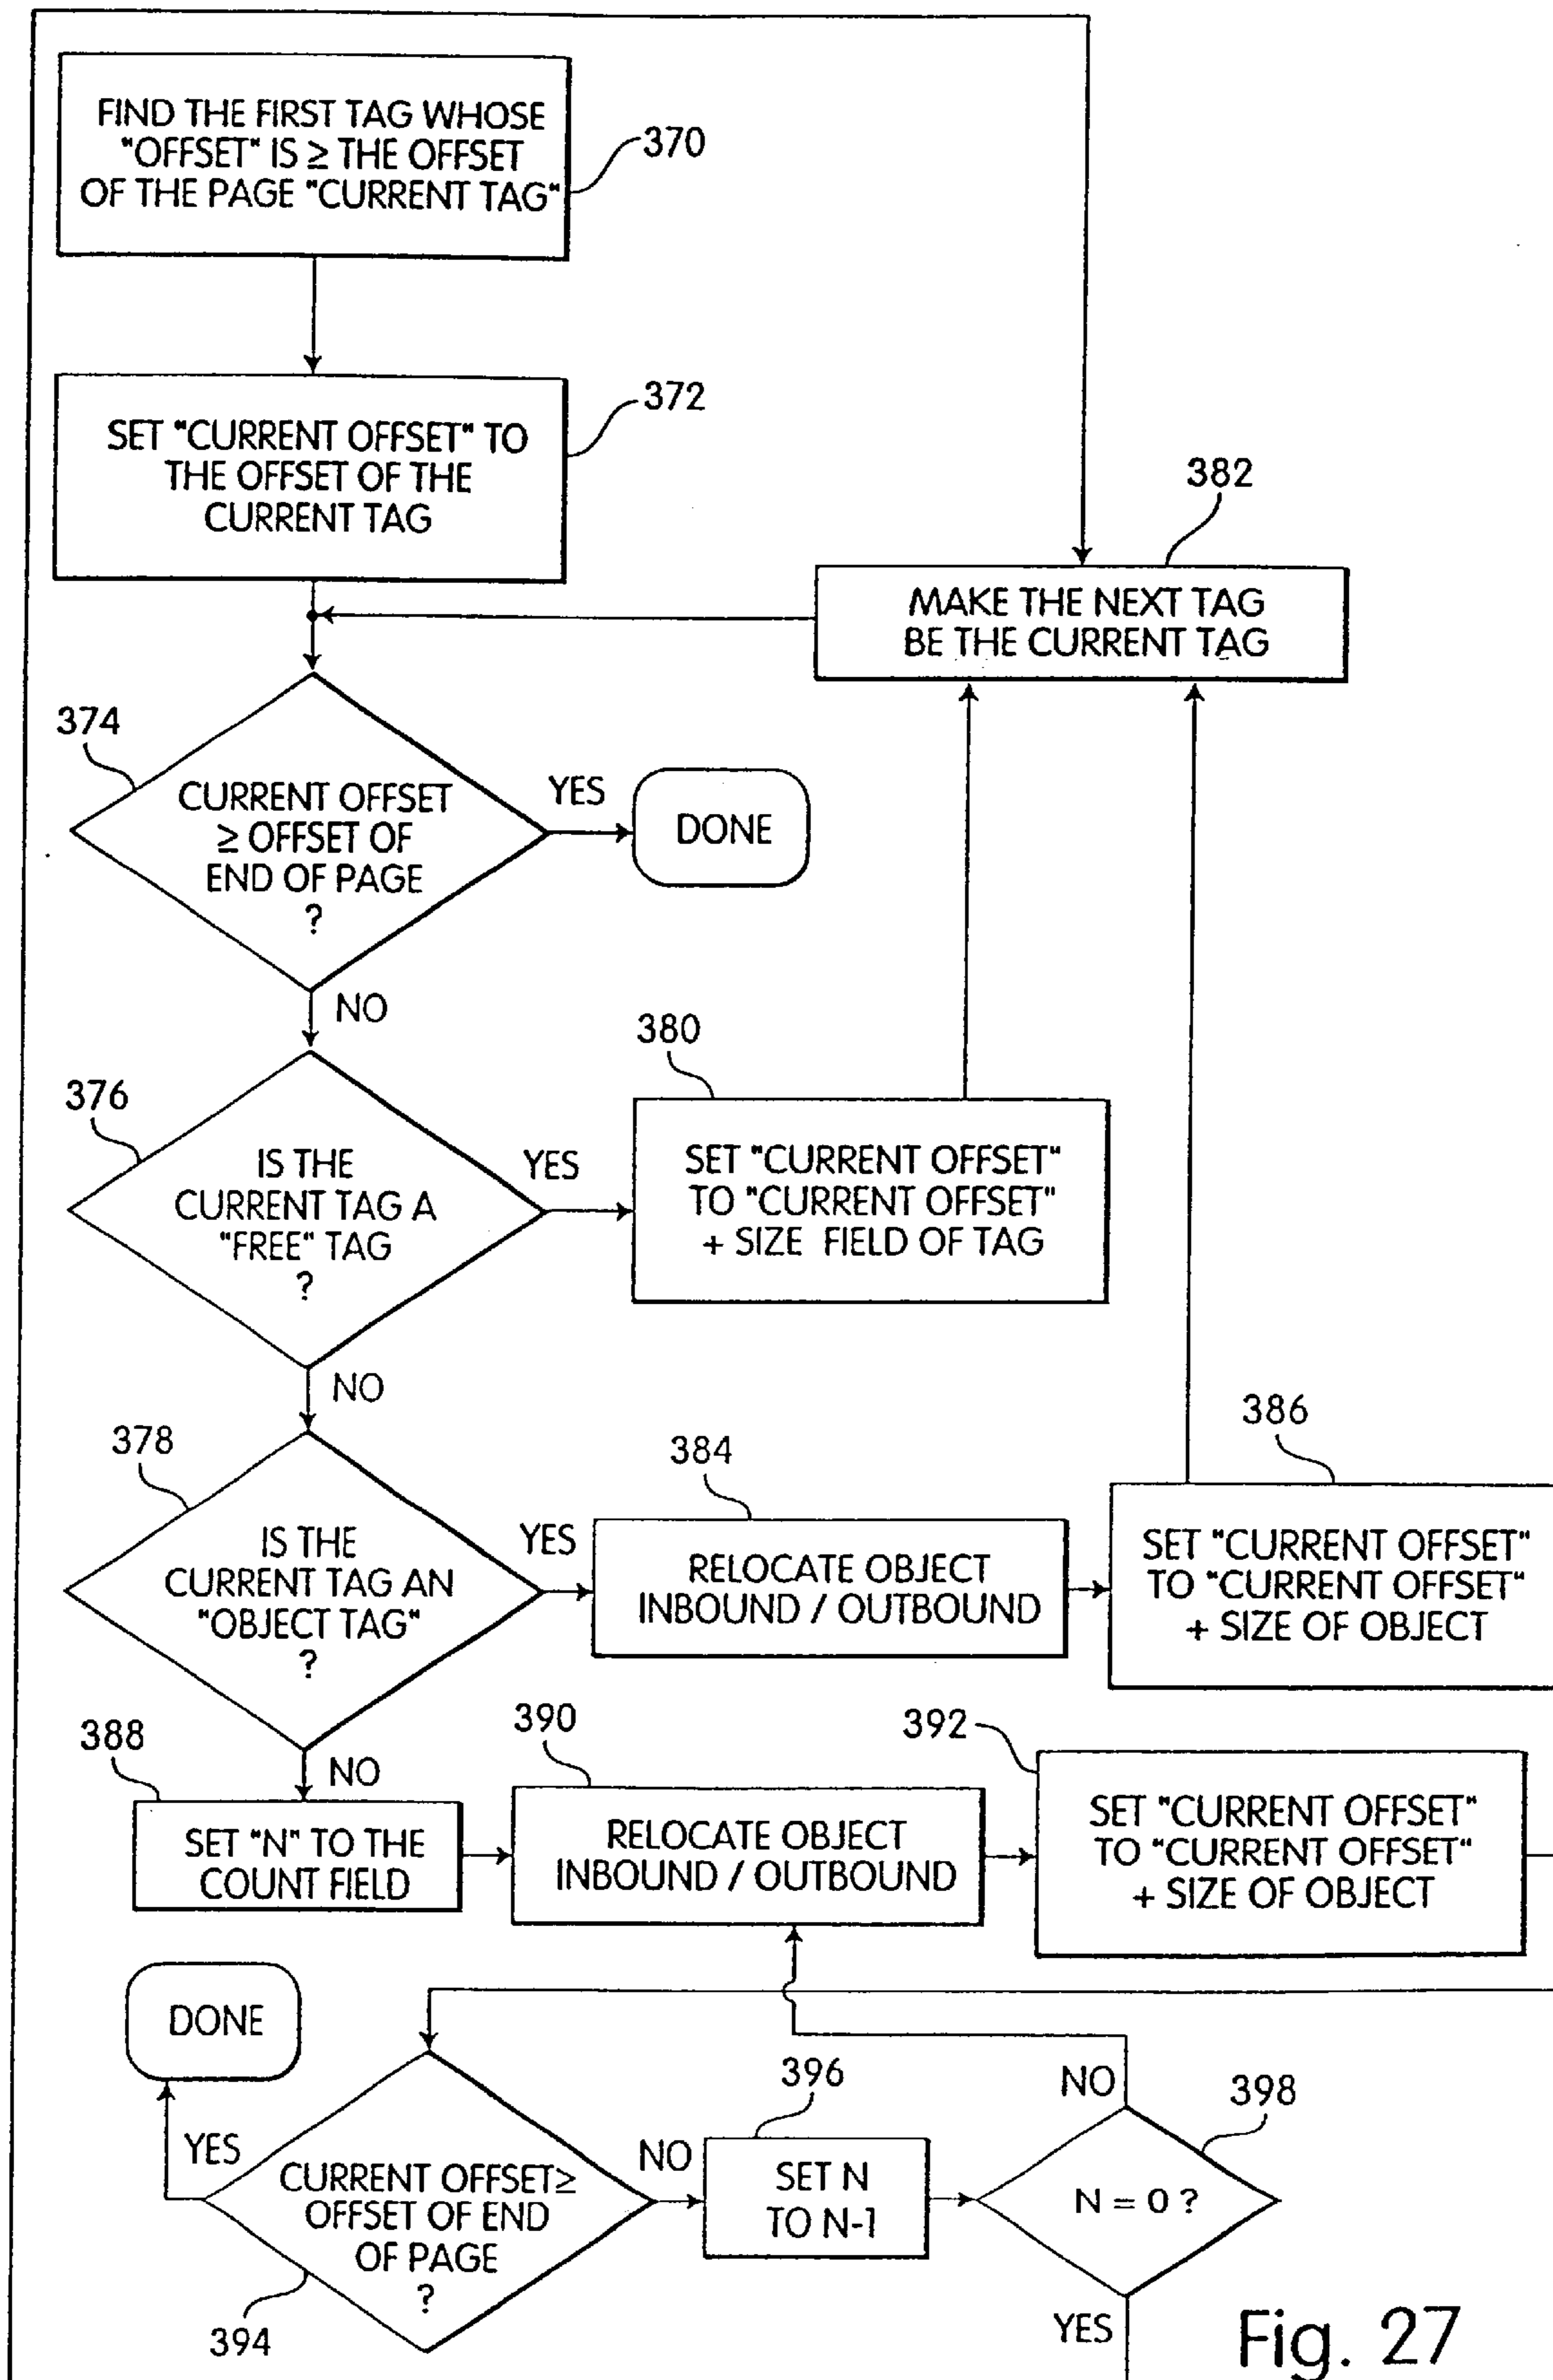 FIND THE FIRST TAG WHOSE
"OFFSET" IS ≥ THE OFFSET
OF THE PAGE "CURRENT TAG"
370
SET "CURRENT OFFSET" TO
THE OFFSET OF THE
CURRENT TAG
372
382
MAKE THE NEXT TAG
BE THE CURRENT TAG
374
CURRENT OFFSET
≥ OFFSET OF
END OF PAGE
?
YES
DONE
NO
376
IS THE
CURRENT TAG A
"FREE" TAG
?
YES
380
SET "CURRENT OFFSET"
TO "CURRENT OFFSET"
+ SIZE FIELD OF TAG
NO
378
IS THE
CURRENT TAG AN
"OBJECT TAG"
?
YES
384
RELOCATE OBJECT
INBOUND / OUTBOUND
386
SET "CURRENT OFFSET"
TO "CURRENT OFFSET"
+ SIZE OF OBJECT
NO
388
SET "N" TO THE
COUNT FIELD
390
RELOCATE OBJECT
INBOUND / OUTBOUND
392
SET "CURRENT OFFSET"
TO "CURRENT OFFSET"
+ SIZE OF OBJECT
DONE
YES
CURRENT OFFSET≥
OFFSET OF END
OF PAGE
?
394
NO
396
SET N
TO N-1
NO
398
N = 0 ?
YES
Fig. 27